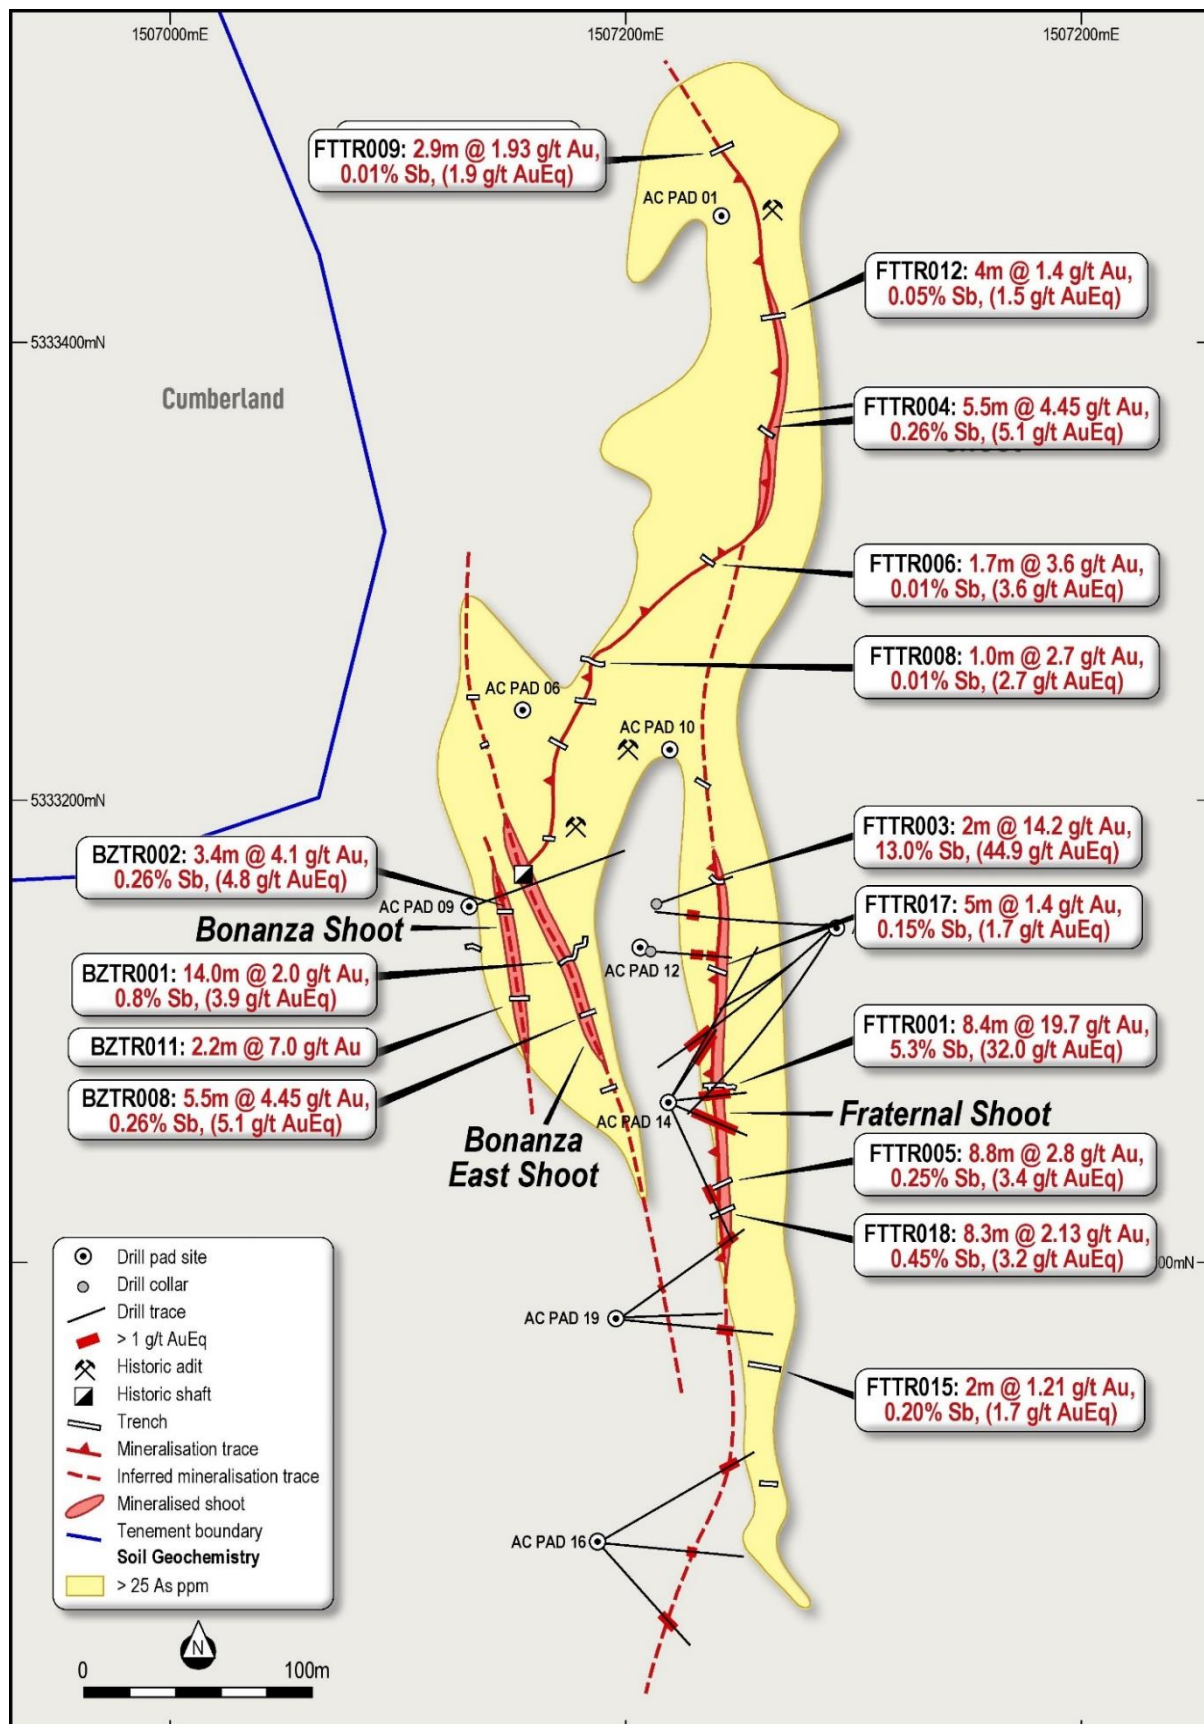 1507000mE
1507200mE
1507200mE
FTTR009: 2.9m @ 1.93 g/t Au,
0.01% Sb, (1.9 g/t AuEq)
AC PAD 01
FTTR012: 4m @ 1.4 g/t Au,
0.05% Sb, (1.5 g/t AuEq)
5333400mN
Cumberland
FTTR004: 5.5m @ 4.45 g/t Au,
0.26% Sb, (5.1 g/t AuEq)
FTTR006: 1.7m @ 3.6 g/t Au,
0.01% Sb, (3.6 g/t AuEq)
FTTR008: 1.0m @ 2.7 g/t Au,
0.01% Sb, (2.7 g/t AuEq)
AC PAD 06
AC PAD 10
5333200mN
FTTR003: 2m @ 14.2 g/t Au,
13.0% Sb, (44.9 g/t AuEq)
BZTR002: 3.4m @ 4.1 g/t Au,
0.26% Sb, (4.8 g/t AuEq)
AC PAD 09
Bonanza Shoot
FTTR017: 5m @ 1.4 g/t Au,
0.15% Sb, (1.7 g/t AuEq)
AC PAD 12
BZTR001: 14.0m @ 2.0 g/t Au,
0.8% Sb, (3.9 g/t AuEq)
BZTR011: 2.2m @ 7.0 g/t Au
FTTR001: 8.4m @ 19.7 g/t Au,
5.3% Sb, (32.0 g/t AuEq)
BZTR008: 5.5m @ 4.45 g/t Au,
0.26% Sb, (5.1 g/t AuEq)
AC PAD 14
Fraternal Shoot
Bonanza
East Shoot
FTTR005: 8.8m @ 2.8 g/t Au,
0.25% Sb, (3.4 g/t AuEq)
FTTR018: 8.3m @ 2.13 g/t Au,
0.45% Sb, (3.2 g/t AuEq)
00mN
AC PAD 19
FTTR015: 2m @ 1.21 g/t Au,
0.20% Sb, (1.7 g/t AuEq)
AC PAD 16
Drill pad site
Drill collar
Drill trace
> 1 g/t AuEq
Historic adit
Historic shaft
Trench
Mineralisation trace
Inferred mineralisation trace
Mineralised shoot
Tenement boundary
Soil Geochemistry
> 25 As ppm
N
0
100m